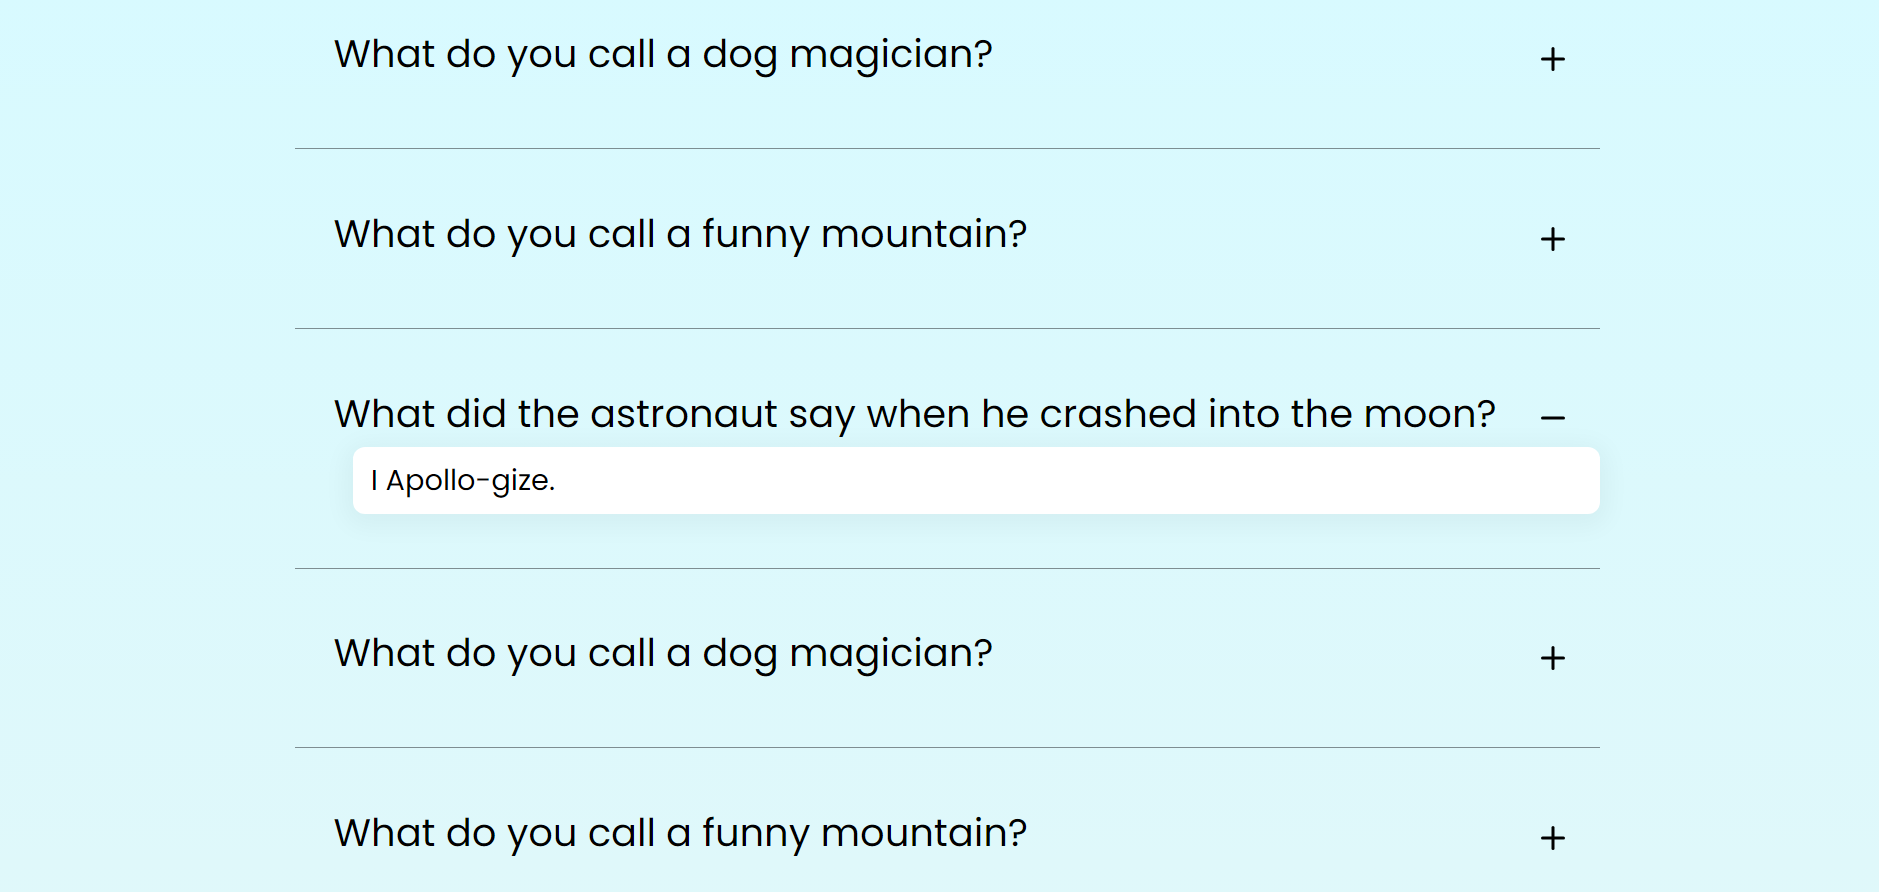 What do you call a dog magician?
What do you call a funny mountain?
What did the astronaut say when he crashed into the moon?
I Apollo-gize.
What do you call a dog magician?
What do you call a funny mountain?